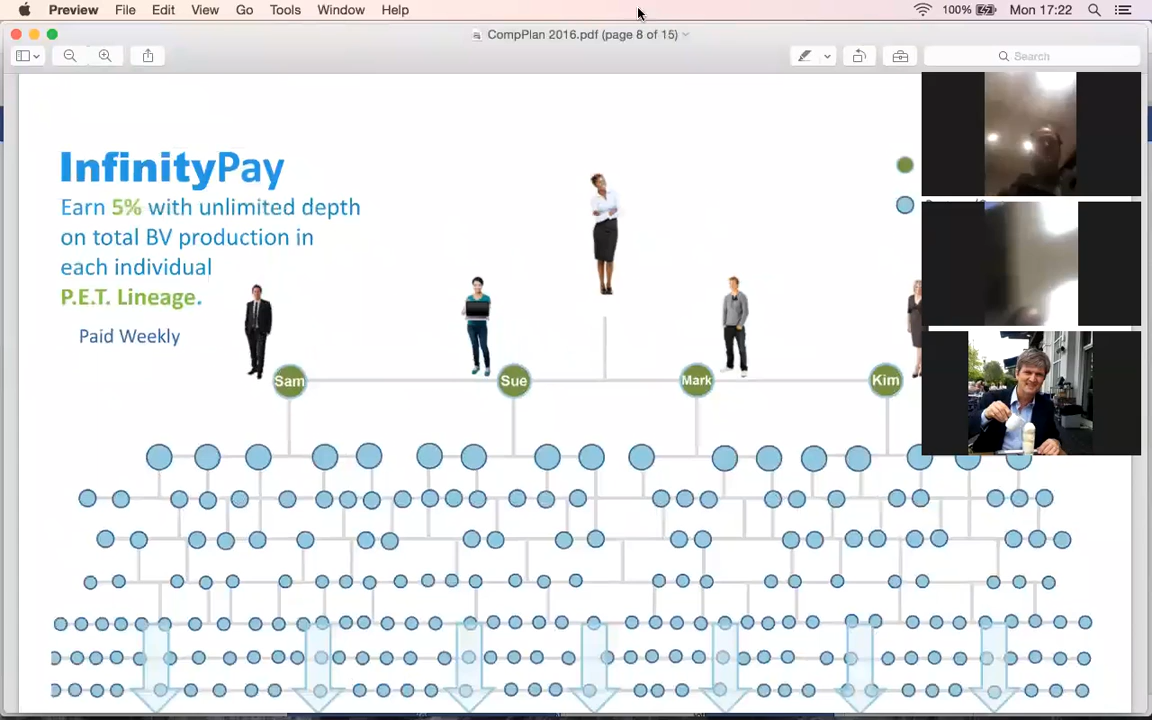 Preview File Edit View Go Tools Window Help 100% Mon 17:22
CompPlan 2016.pdf (page 8 of 15)
Search
InfinityPay
Earn 5% with unlimited depth
on total BV production in
each individual
P.E.T. Lineage.
Paid Weekly
Sam Sue Mark Kim